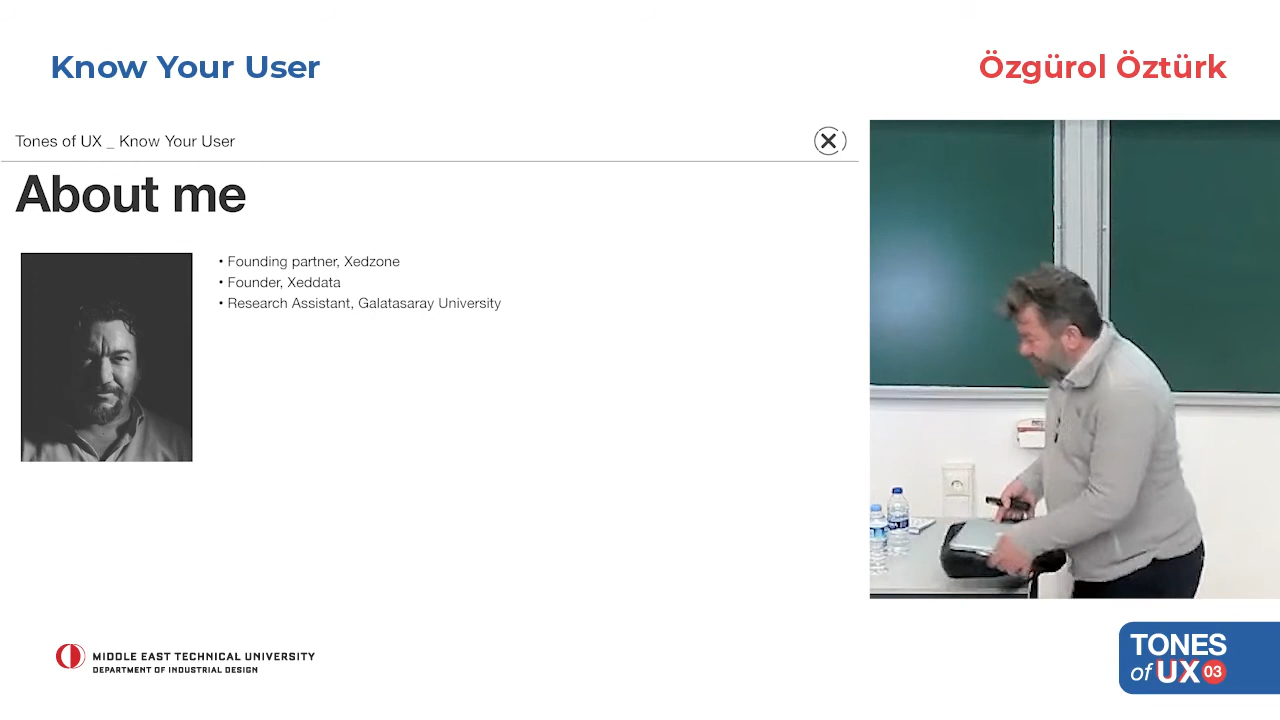 Know Your User
Özgürol Öztürk
Tones of UX _ Know Your User
About me
• Founding partner, Xedzone
• Founder, Xeddata
• Research Assistant, Galatasaray University
MIDDLE EAST TECHNICAL UNIVERSITY
DEPARTMENT OF INDUSTRIAL DESIGN
TONES
of UX 03